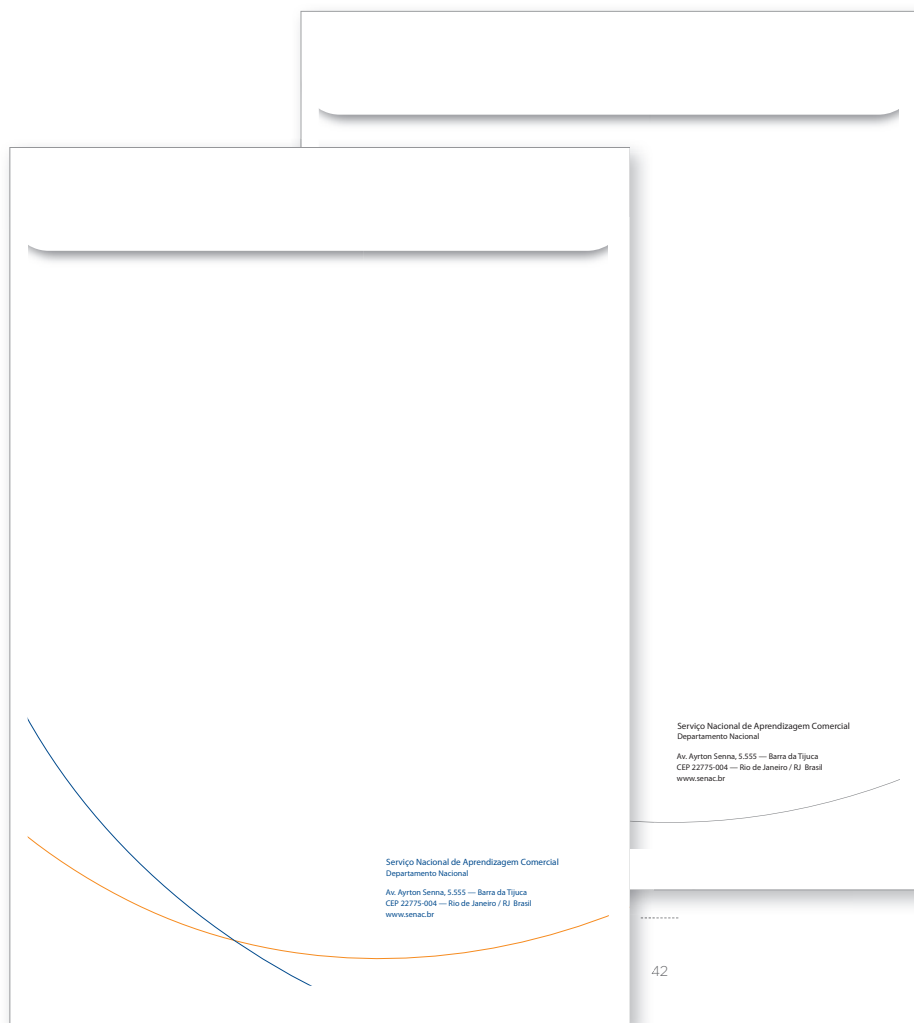 Serviço Nacional de Aprendizagem Comercial
Departamento Nacional
Av. Ayrton Senna, 5.555 — Barra da Tijuca
CEP 22775-004 — Rio de Janeiro / RJ Brasil
www.senac.br
Serviço Nacional de Aprendizagem Comercial
Departamento Nacional
Av. Ayrton Senna, 5.555 — Barra da Tijuca
CEP 22775-004 — Rio de Janeiro / RJ Brasil
www.senac.br
42